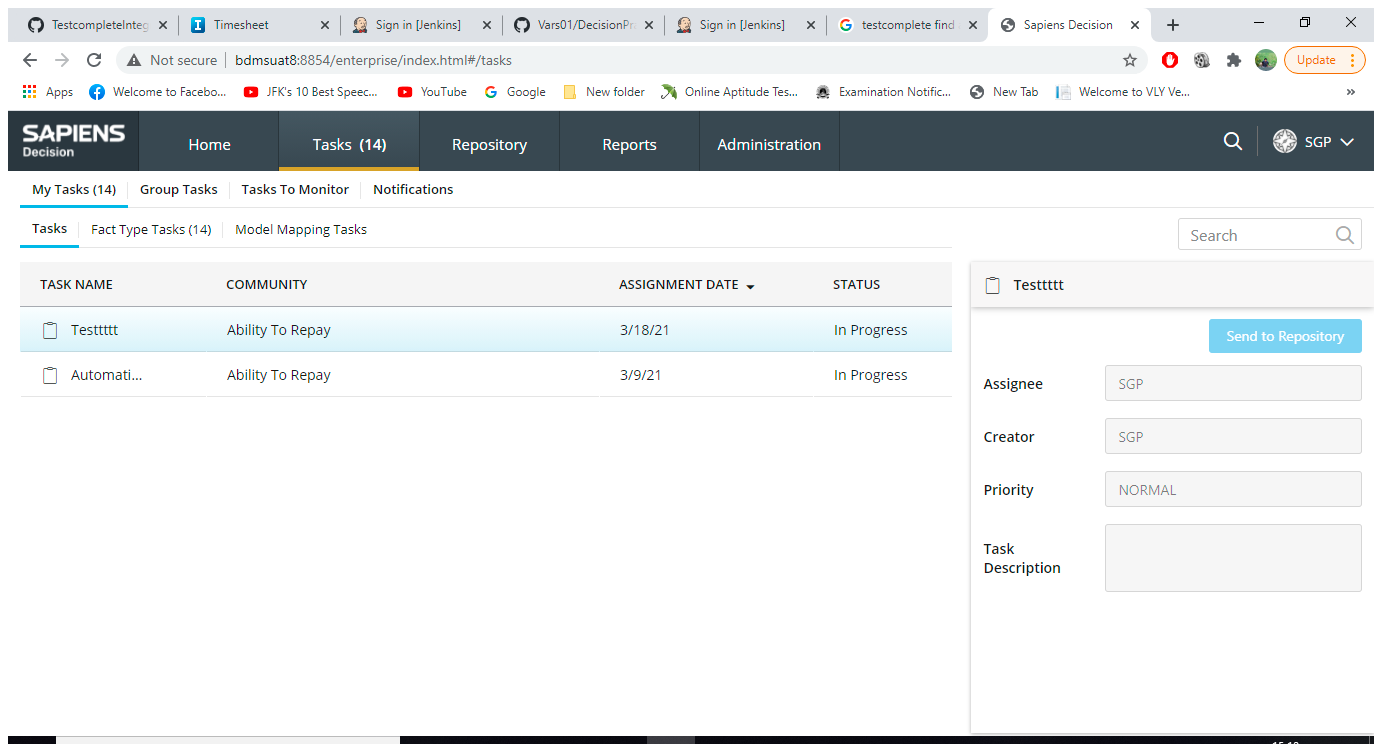 TestcompleteInteg
Timesheet
Sign in [Jenkins]
Vars01/DecisionPr
Sign in [Jenkins]
testcomplete find
Sapiens Decision
Not secure
bdmsuat8:8854/enterprise/index.html#/tasks
Update
Apps
Welcome to Facebo...
JFK's 10 Best Speec...
YouTube
Google
New folder
Online Aptitude Tes...
Examination Notific...
New Tab
Welcome to VLY Ve...
»
SAPIENS
Decision
Home
Tasks (14)
Repository
Reports
Administration
SGP
My Tasks (14)
Group Tasks
Tasks To Monitor
Notifications
Tasks
Fact Type Tasks (14)
Model Mapping Tasks
Search
TASK NAME
COMMUNITY
ASSIGNMENT DATE
STATUS
Testtttt
Ability To Repay
3/18/21
In Progress
Automati...
Ability To Repay
3/9/21
In Progress
Testtttt
Send to Repository
Assignee
SGP
Creator
SGP
Priority
NORMAL
Task
Description